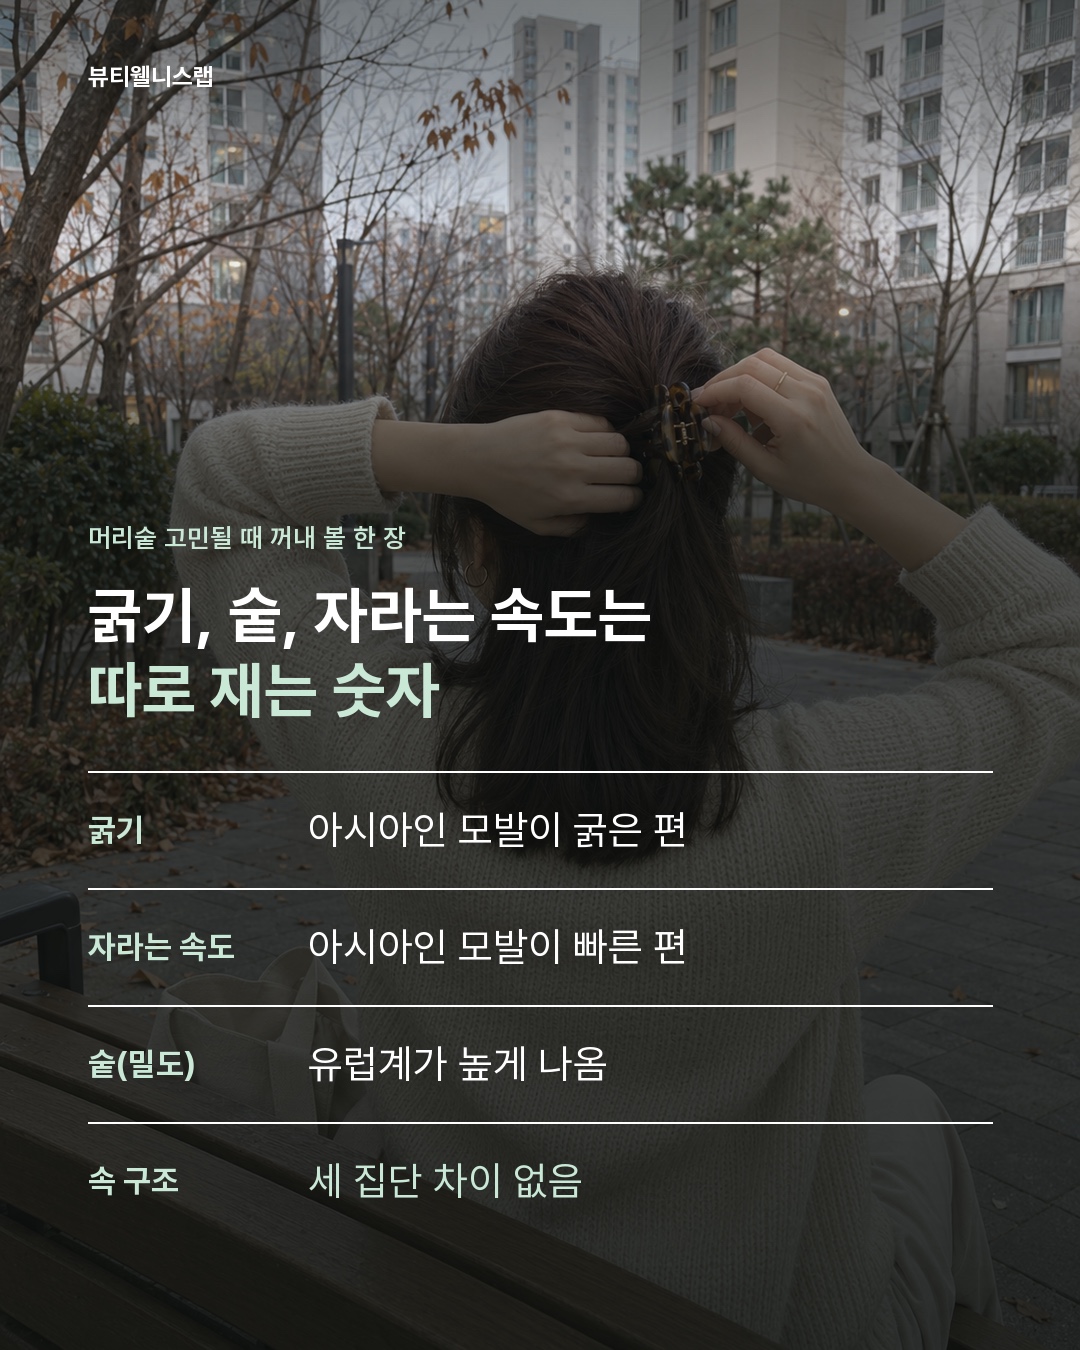 뷰티웰니스랩
머리숱 고민될 때 꺼내 볼 한 장
굵기, 숱, 자라는 속도는
따로 재는 숫자
굵기 아시아인 모발이 굵은 편
자라는 속도 아시아인 모발이 빠른 편
숱(밀도) 유럽계가 높게 나옴
속 구조 세 집단 차이 없음